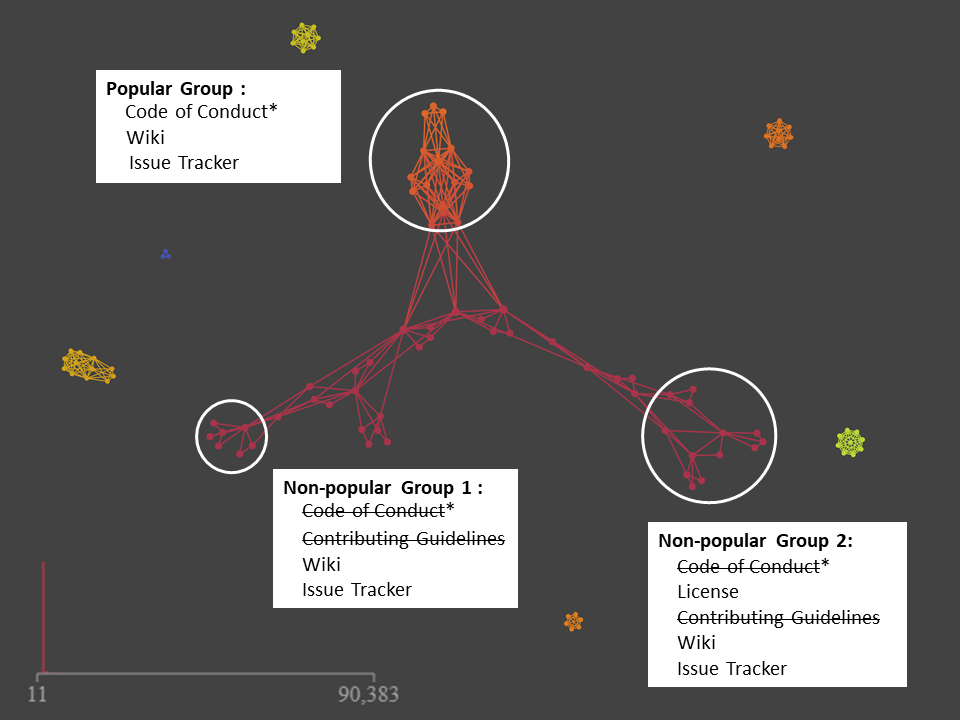 Popular Group :
Code of Conduct*
Wiki
Issue Tracker
Non-popular Group 1 :
Code of Conduct*
Contributing Guidelines
Wiki
Issue Tracker
Non-popular Group 2:
Code of Conduct*
License
Contributing Guidelines
Wiki
Issue Tracker
11
90,383